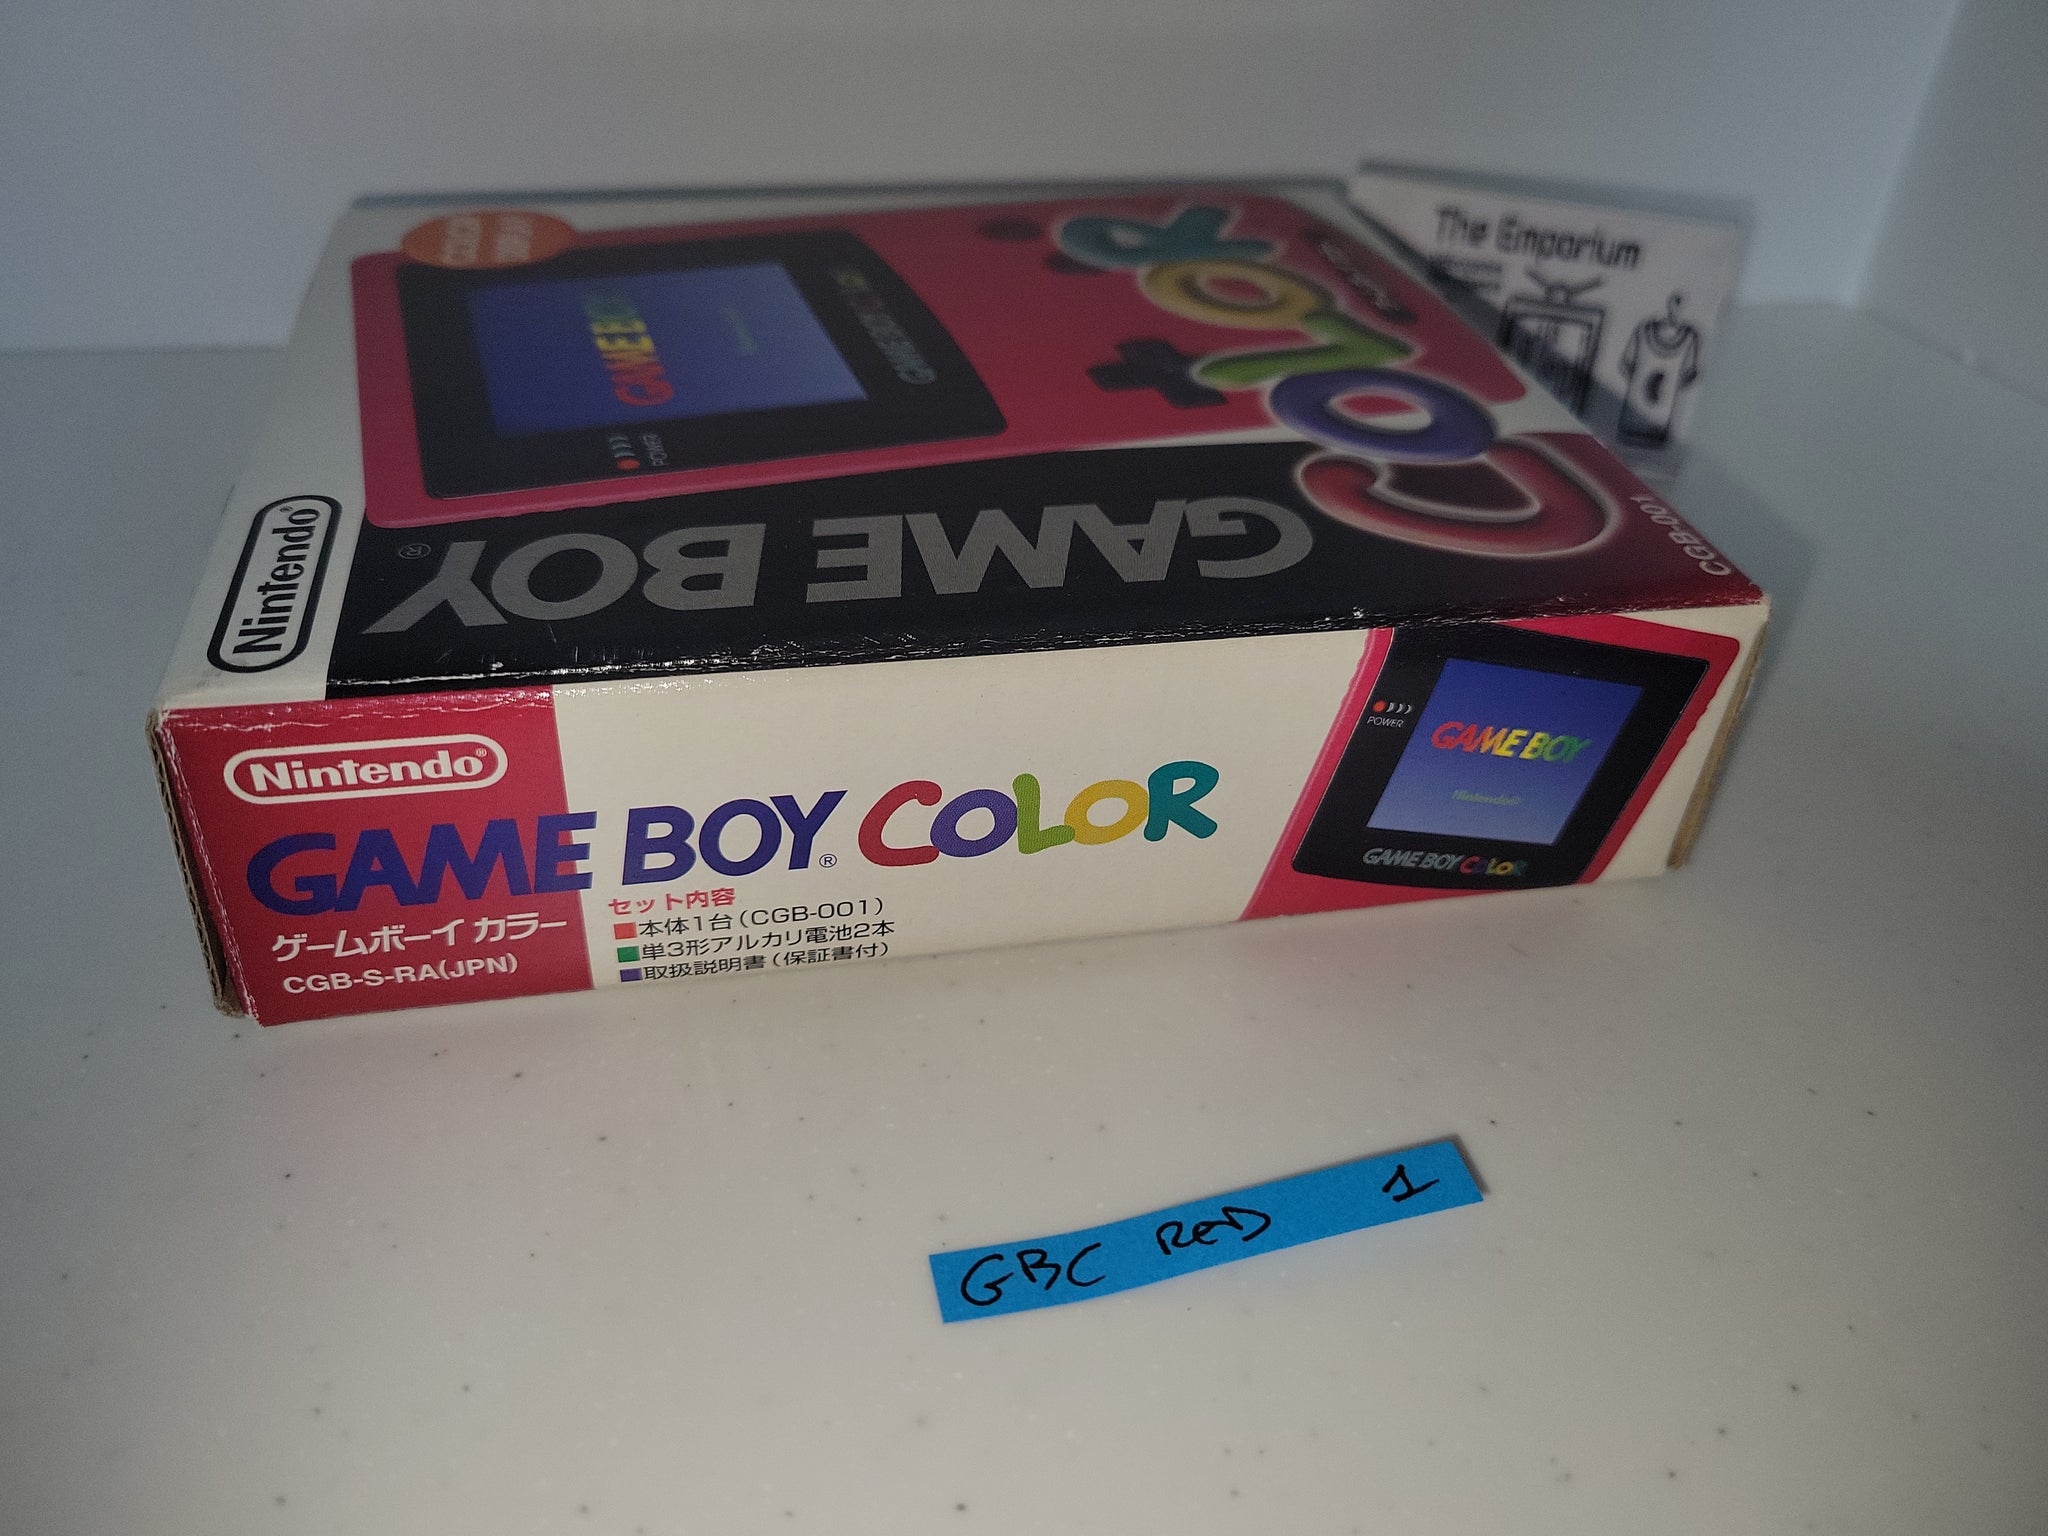 The Emporium
COLOR
GAME BOY
POWER
GAME BOY®
Nintendo®
CGB-001
Nintendo®
GAME BOY® COLOR
ゲームボーイ カラー
CGB-S-RA(JPN)
セット内容
本体1台(CGB-001)
単3形アルカリ電池2本
取扱説明書(保証書付)
POWER
GAME BOY
Nintendo®
GAME BOY COLOR
GBC RED 1